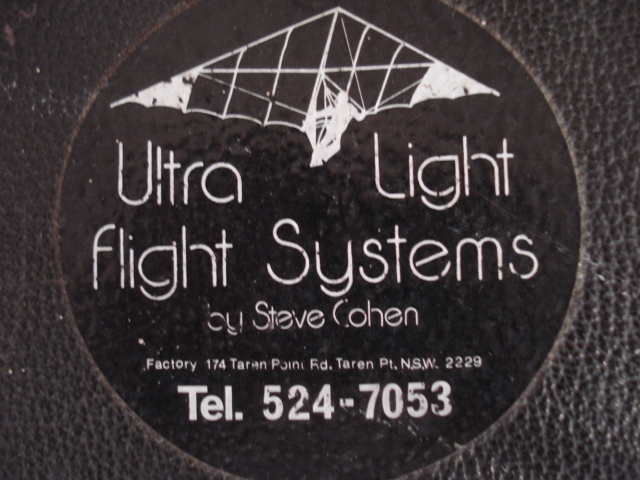 Ultra Light
flight Systems
by Steve Cohen
Factory 174 Taren Point Rd. Taren Pt. N.S.W. 2229
Tel. 524-7053